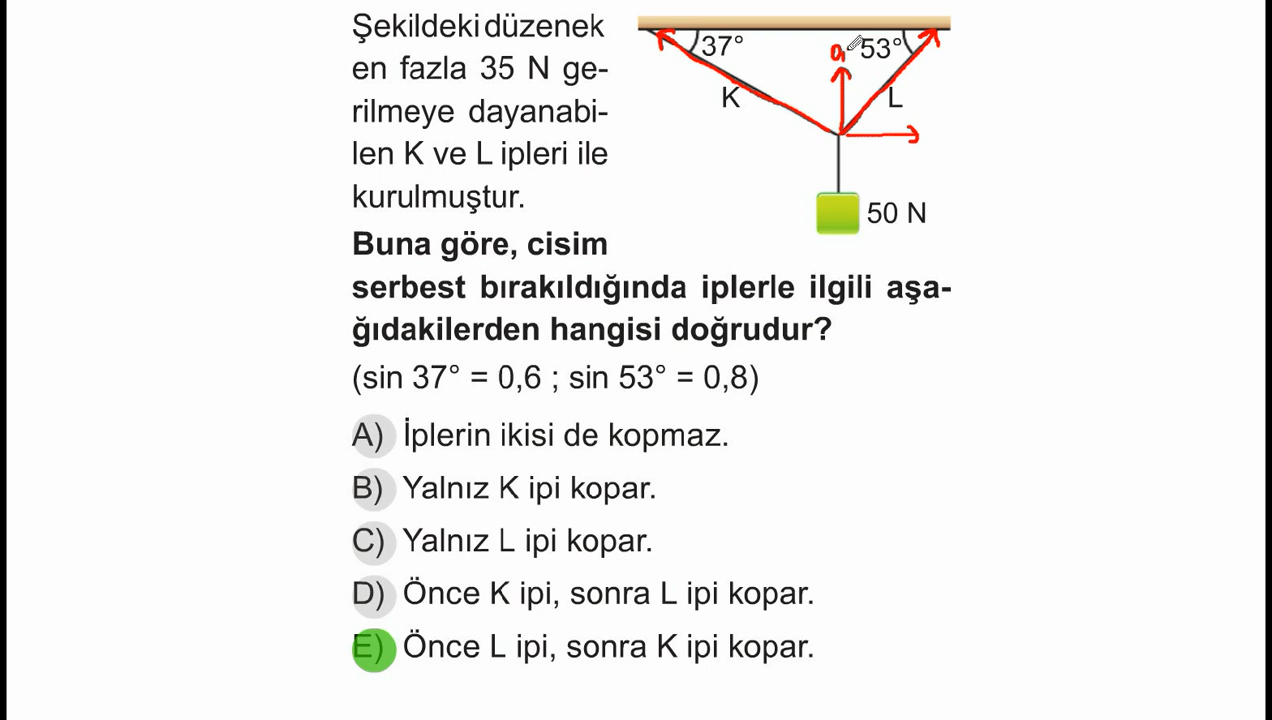 Şekildeki düzenek
en fazla 35 N ge-
rilmeye dayanabi-
len K ve L ipleri ile
kurulmuştur.
37°
53°
K
L
50 N
Buna göre, cisim
serbest bırakıldığında iplerle ilgili aşa-
ğıdakilerden hangisi doğrudur?
(sin 37° = 0,6 ; sin 53° = 0,8)
A) İplerin ikisi de kopmaz.
B) Yalnız K ipi kopar.
C) Yalnız L ipi kopar.
D) Önce K ipi, sonra L ipi kopar.
E) Önce L ipi, sonra K ipi kopar.